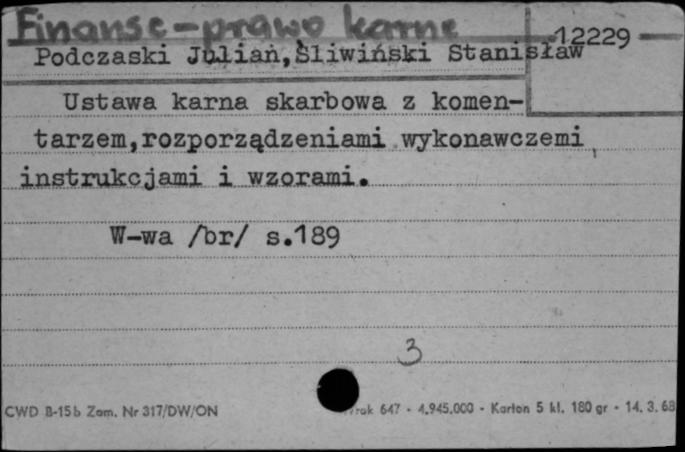 Finanse - prawo karne
12229
Podczaski Julian, Śliwiński Stanisław
Ustawa karna skarbowa z komen-
tarzem,rozporządzeniami wykonawczemi,
instrukcjami i wzorami.
W-wa /br/ s.189
3
CWD B-15b Zam. Nr 317/DW/ON
647 - 4.945.000 - Karton 5 kl. 180 gr - 14. 3. 68